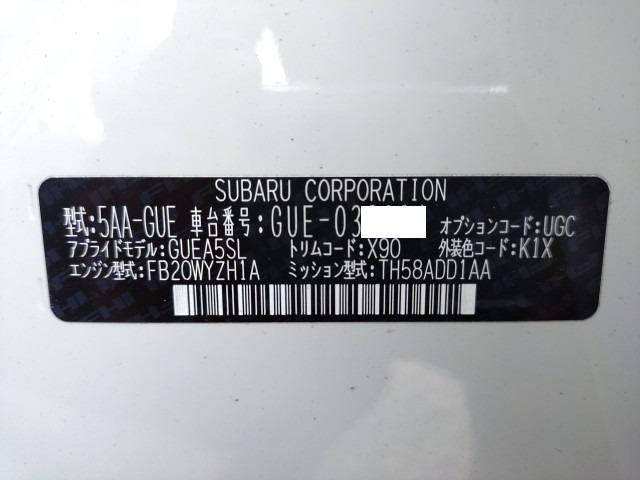 SUBARU CORPORATION
型式:5AA-GUE 車台番号:GUE-03 オプションコード:UGC
アプライドモデル:GUEA5SL トリムコード:X90 外装色コード:K1X
エンジン型式:FB20WYZH1A ミッション型式:TH58ADD1AA